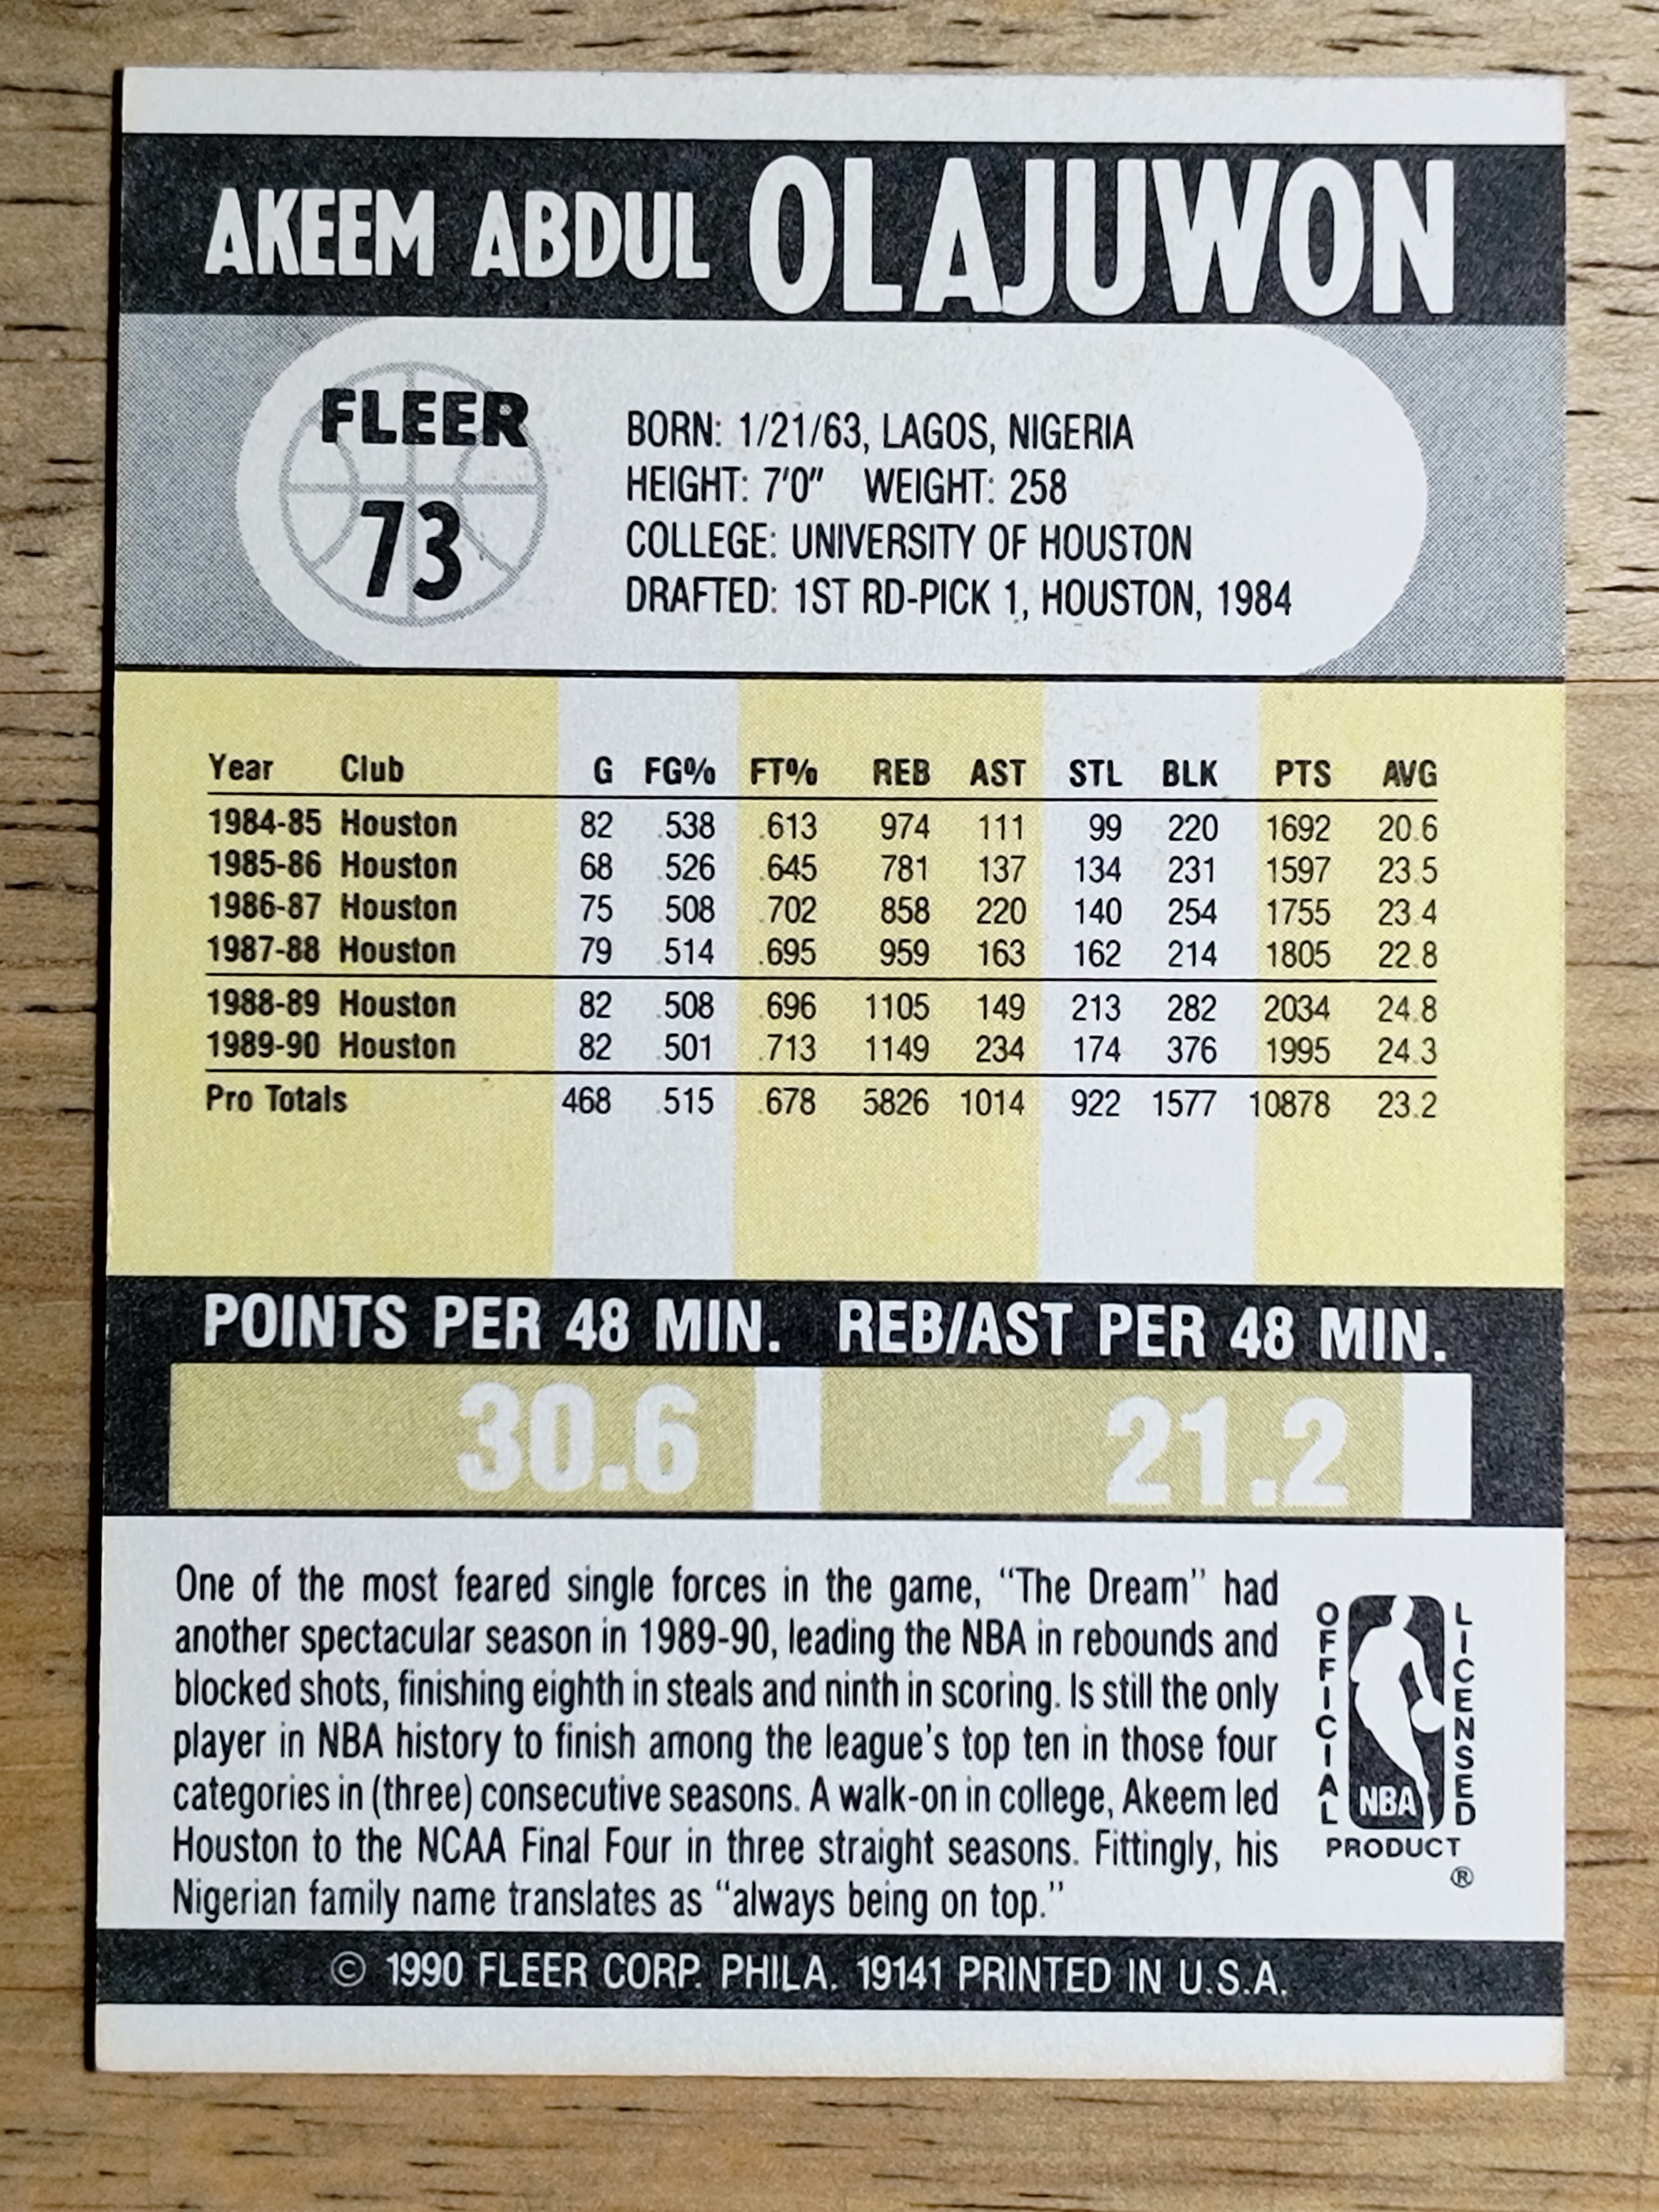 AKEEM ABDUL OLAJUWON
FLEER
73
BORN: 1/21/63, LAGOS, NIGERIA
HEIGHT: 7'0" WEIGHT: 258
COLLEGE: UNIVERSITY OF HOUSTON
DRAFTED: 1ST RD-PICK 1, HOUSTON, 1984
Year Club G FG% FT% REB AST STL BLK PTS AVG
1984-85 Houston 82 .538 .613 974 111 99 220 1692 20.6
1985-86 Houston 68 .526 .645 781 137 134 231 1597 23.5
1986-87 Houston 75 .508 .702 858 220 140 254 1755 23.4
1987-88 Houston 79 .514 .695 959 163 162 214 1805 22.8
1988-89 Houston 82 .508 .696 1105 149 213 282 2034 24.8
1989-90 Houston 82 .501 .713 1149 234 174 376 1995 24.3
Pro Totals 468 .515 .678 5826 1014 922 1577 10878 23.2
POINTS PER 48 MIN. REB/AST PER 48 MIN.
30.6 21.2
One of the most feared single forces in the game, "The Dream" had
another spectacular season in 1989-90, leading the NBA in rebounds and
blocked shots, finishing eighth in steals and ninth in scoring. Is still the only
player in NBA history to finish among the league's top ten in those four
categories in (three) consecutive seasons. A walk-on in college, Akeem led
Houston to the NCAA Final Four in three straight seasons. Fittingly, his
Nigerian family name translates as "always being on top."
OFFICIAL
LICENSED
NBA
PRODUCT
®
© 1990 FLEER CORP. PHILA. 19141 PRINTED IN U.S.A.